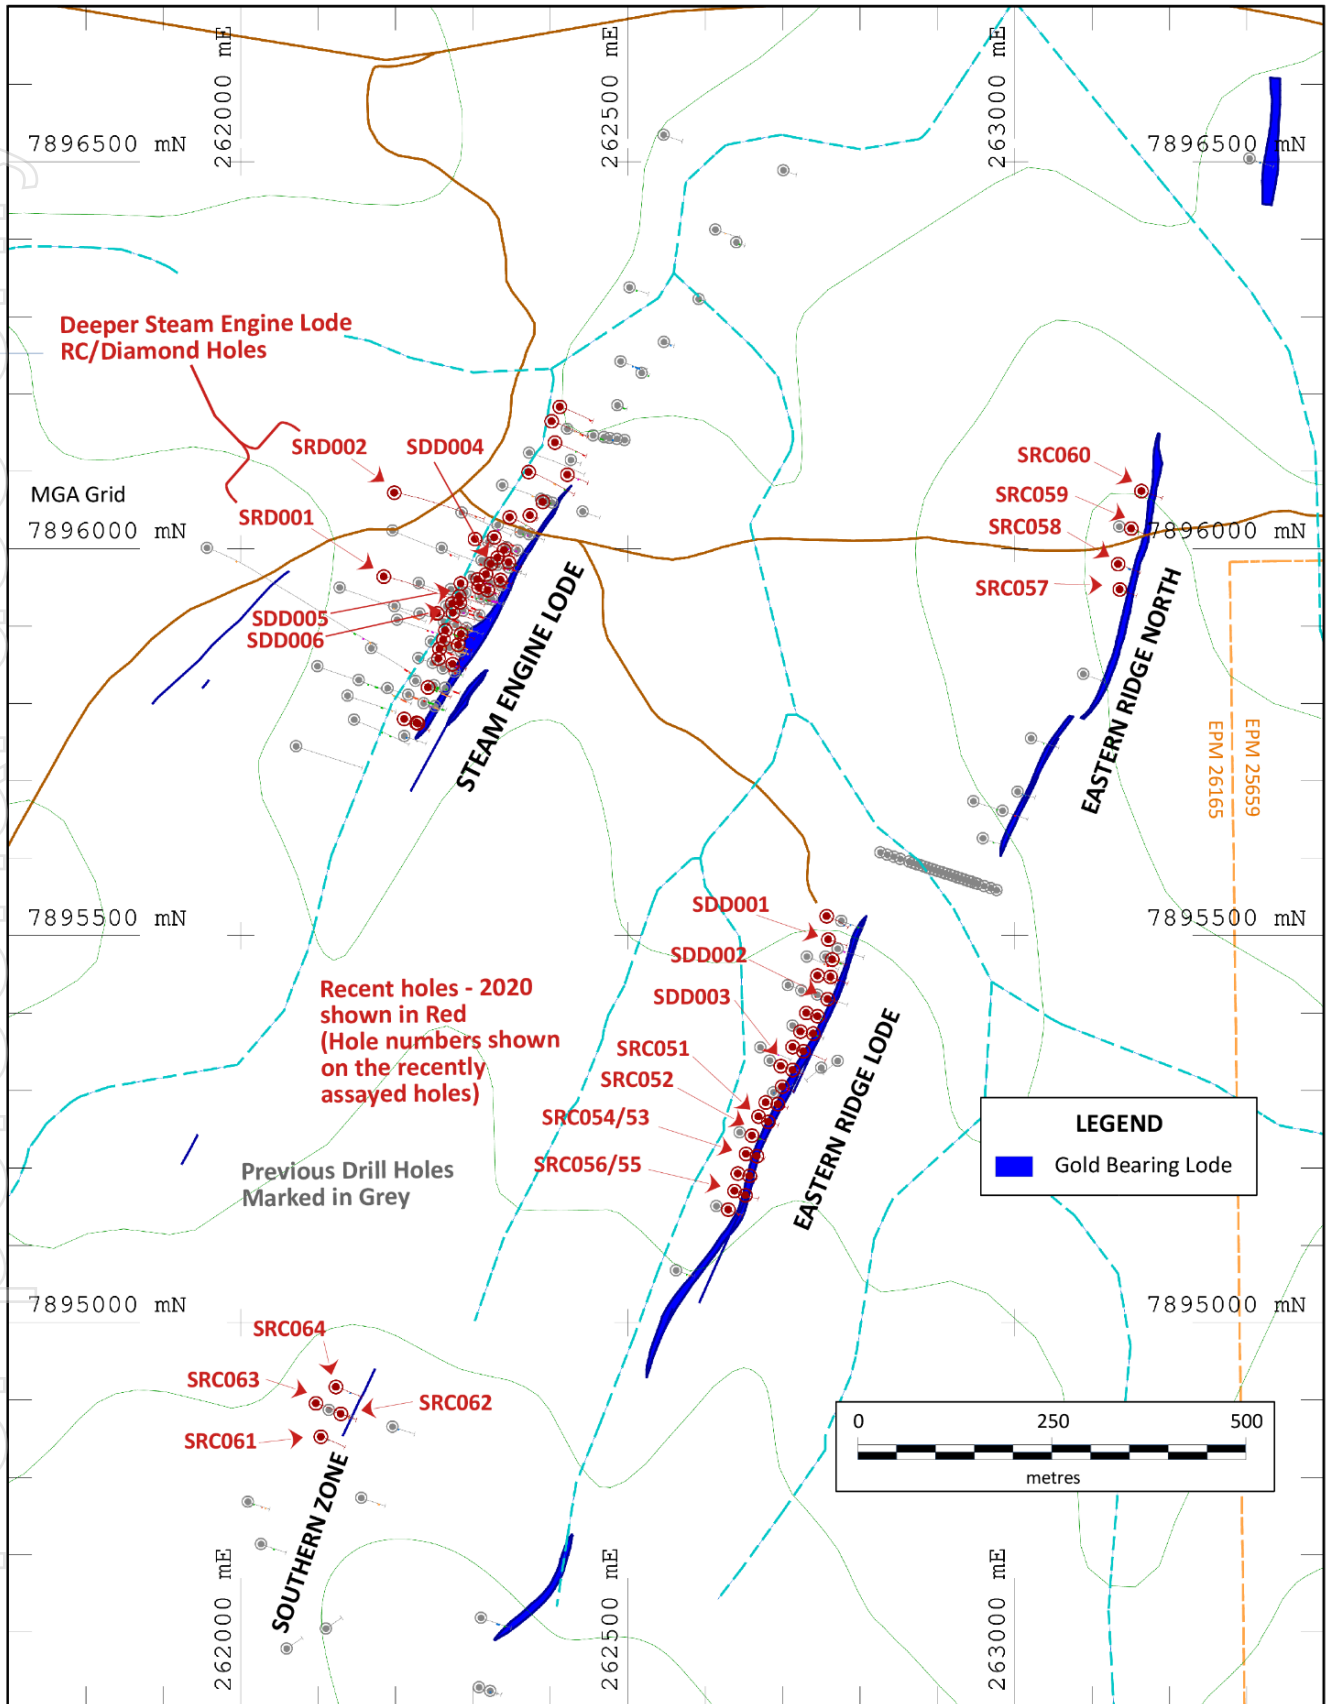 262000 mE
262500 mE
263000 mE
7896500 mN
7896500 mN
Deeper Steam Engine Lode
RC/Diamond Holes
SRD002
SDD004
SRC060
MGA Grid
SRC059
SRD001
SRC058
7896000 mN
7896000 mN
SRC057
SDD005
SDD006
STEAM ENGINE LODE
EASTERN RIDGE NORTH
EPM 26165
EPM 25659
SDD001
7895500 mN
7895500 mN
SDD002
SDD003
Recent holes - 2020
shown in Red
(Hole numbers shown
on the recently
assayed holes)
SRC051
SRC052
SRC054/53
SRC056/55
EASTERN RIDGE LODE
LEGEND
Gold Bearing Lode
Previous Drill Holes
Marked in Grey
7895000 mN
7895000 mN
SRC064
SRC063
SRC062
SRC061
SOUTHERN ZONE
0 250 500
metres
262000 mE
262500 mE
263000 mE